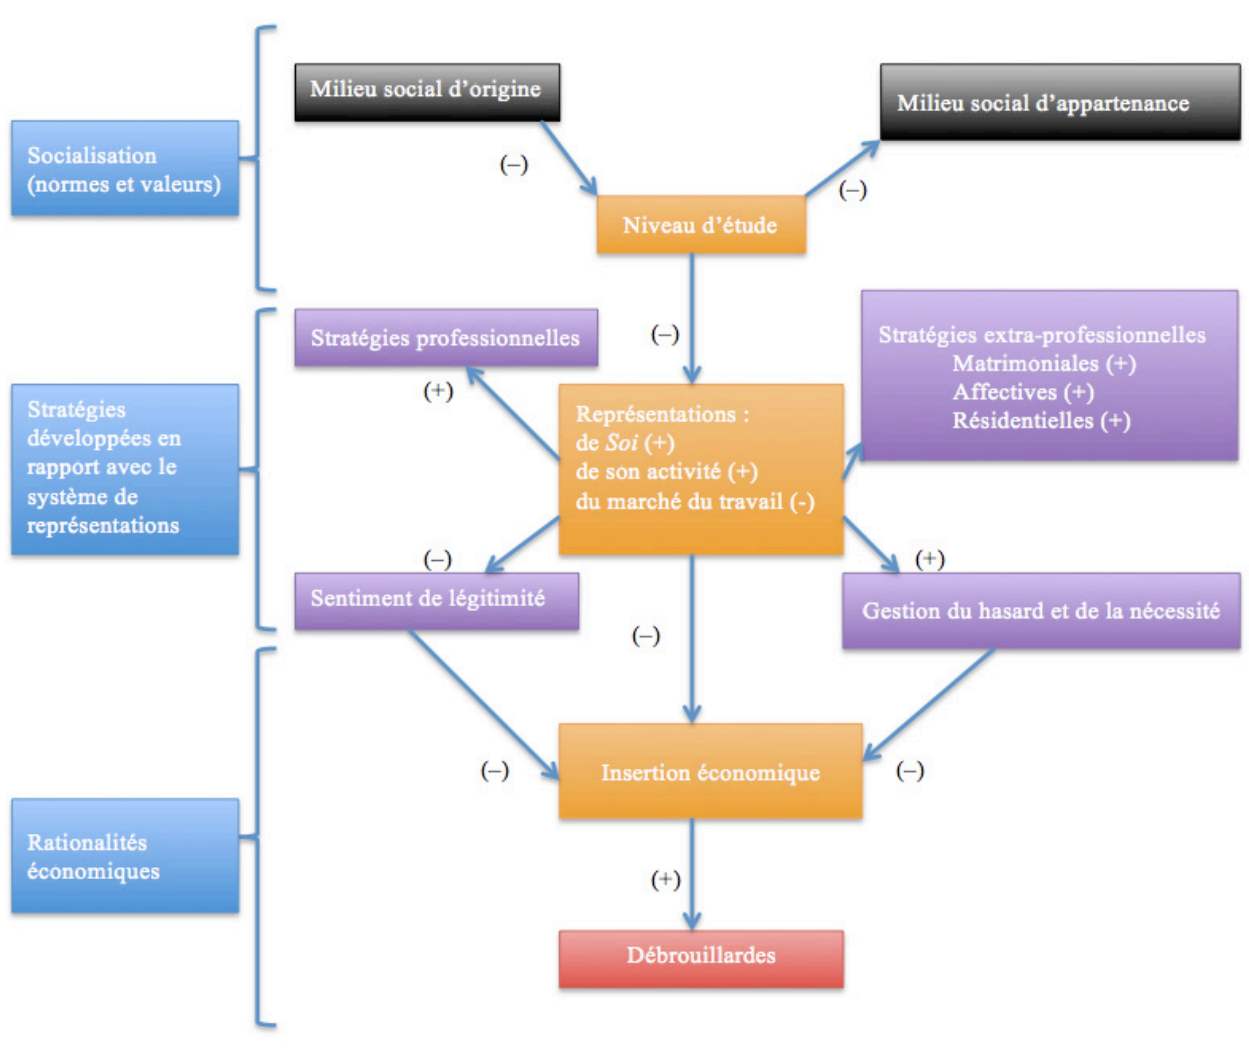 Milieu social d’origine
Milieu social d’appartenance
Socialisation
(normes et valeurs)
(–)
(–)
Niveau d’étude
Stratégies professionnelles
(–)
Stratégies extra-professionnelles
Matrimoniales (+)
Affectives (+)
Résidentielles (+)
(+)
Stratégies
développées en
rapport avec le
système de
représentations
Représentations :
de Soi (+)
de son activité (+)
du marché du travail (-)
(–)
(+)
Sentiment de légitimité
Gestion du hasard et de la nécessité
(–)
(–)
Insertion économique
(–)
Rationalités
économiques
(+)
Débrouillardes